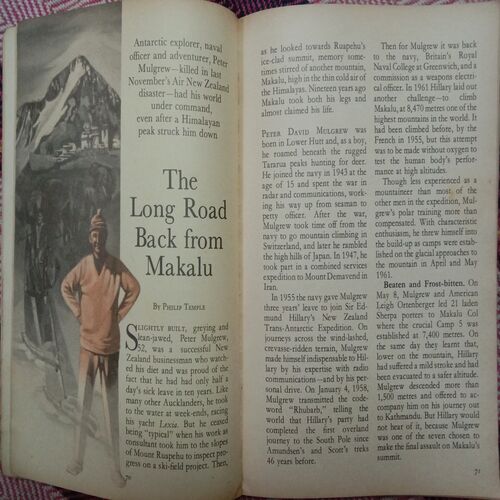 Antarctic explorer, naval
officer and adventurer, Peter
Mulgrew—killed in last
November's Air New Zealand
disaster—had his world
under command,
even after a Himalayan
peak struck him down
The
Long Road
Back from
Makalu
By Philip Temple
Slightly built, greying and
lean-jawed, Peter Mulgrew,
52, was a successful New
Zealand businessman who watch-
ed his diet and was proud of the
fact that he had had only half a
day's sick leave in ten years. Like
many other Aucklanders, he took
to the water at week-ends, racing
his yacht Lexia. But he ceased
being "typical" when his work as
consultant took him to the slopes
of Mount Ruapehu to inspect pro-
gress on a ski-field project. Then,
70
as he looked towards Ruapehu's
ice-clad summit, memory some-
times stirred of another mountain,
Makalu, high in the thin cold air of
the Himalayas. Nineteen years ago
Makalu took both his legs and
almost claimed his life.
Peter David Mulgrew was
born in Lower Hutt and, as a boy,
he roamed beneath the rugged
Tararua peaks hunting for deer.
He joined the navy in 1943 at the
age of 15 and spent the war in
radar and communications, work-
ing his way up from seaman to
petty officer. After the war,
Mulgrew took time off from the
navy to go mountain climbing in
Switzerland, and later he rambled
the high hills of Japan. In 1947, he
took part in a combined services
expedition to Mount Demavend in
Iran.
In 1955 the navy gave Mulgrew
three years' leave to join Sir Ed-
mund Hillary's New Zealand
Trans-Antarctic Expedition. On
journeys across the wind-lashed,
crevasse-ridden terrain, Mulgrew
made himself indispensable to Hil-
lary by his expertise with radio
communications—and by his per-
sonal drive. On January 4, 1958,
Mulgrew transmitted the code-
word "Rhubarb," telling the
world that Hillary's party had
completed the first overland
journey to the South Pole since
Amundsen's and Scott's treks
46 years before.
Then for Mulgrew it was back
to the navy, Britain's Royal
Naval College at Greenwich, and a
commission as a weapons electri-
cal officer. In 1961 Hillary laid
out another challenge—to climb
Makalu, at 8,470 metres one of the
highest mountains in the world. It
had been climbed before, by the
French in 1955, but this attempt
was to be made without oxygen to
test the human body's perform-
ance at high altitudes.
Though less experienced as a
mountaineer than most of the
other men in the expedition, Mul-
grew's polar training more than
compensated. With characteristic
enthusiasm, he threw himself into
the build-up as camps were estab-
lished on the glacial approaches to
the mountain in April and May
1961.
Beaten and Frost-bitten. On
May 8, Mulgrew and American
Leigh Ortenberger led 21 laden
Sherpa porters to Makalu Col
where the crucial Camp 5 was
established at 7,400 metres. On
the same day they learnt that,
lower on the mountain, Hillary
had suffered a mild stroke and had
been evacuated to a safer altitude.
Mulgrew descended more than
1,500 metres and offered to ac-
company him on his journey out
to Kathmandu. But Hillary would
not hear of it, because Mulgrew
was one of the seven chosen to
make the final assault on Makalu's
summit.
71